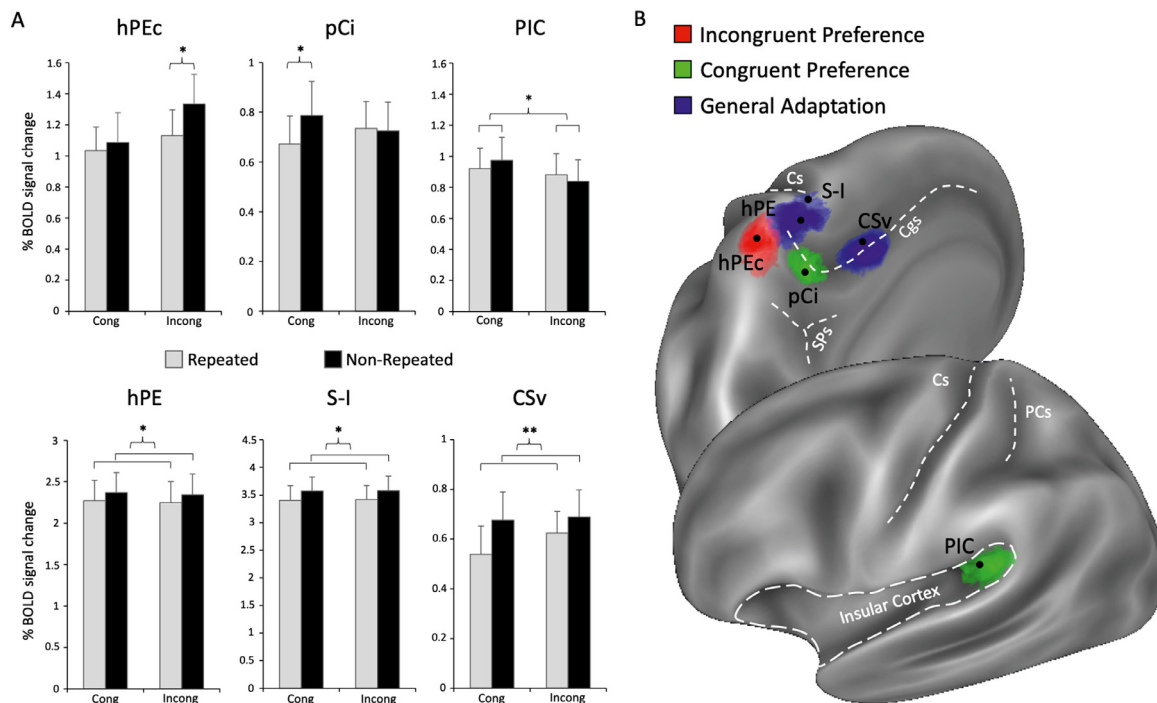 A
B
hPEc
pCi
PIC
Incongruent Preference
Congruent Preference
General Adaptation
% BOLD signal change
1.6
1.4
1.2
1
0.8
0.6
0.4
0.2
0
*
Cong
Incong
1
0.8
0.6
0.4
0.2
0
*
Cong
Incong
1.6
1.4
1.2
1
0.8
0.6
0.4
0.2
0
*
Cong
Incong
Repeated
Non-Repeated
hPE
S-I
CSv
% BOLD signal change
3
2.5
2
1.5
1
0.5
0
*
Cong
Incong
4.5
4
3.5
3
2.5
2
1.5
1
0.5
0
*
Cong
Incong
1
0.8
0.6
0.4
0.2
0
**
Cong
Incong
Cs
S-I
hPE
CSv
Cgs
hPEc
pCi
SPs
Cs
PCs
PIC
Insular Cortex